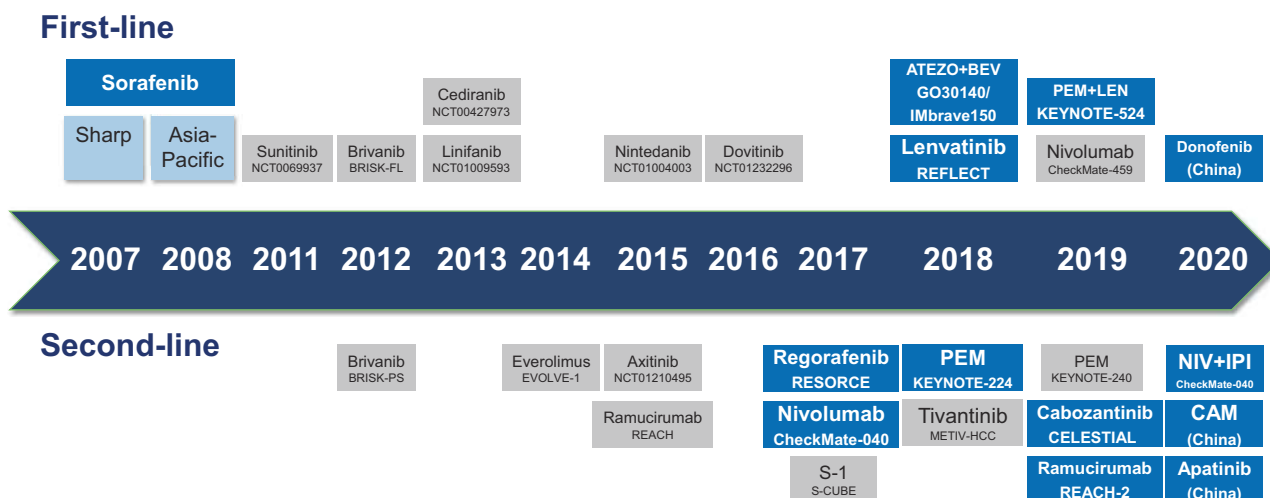 First-line
Sorafenib
Sharp
Asia-
Pacific
Sunitinib
NCT0069937
Brivanib
BRISK-FL
Cediranib
NCT00427973
Linifanib
NCT01009593
Nintedanib
NCT01004003
Dovitinib
NCT01232296
ATEZO+BEV
GO30140/
IMbrave150
Lenvatinib
REFLECT
PEM+LEN
KEYNOTE-524
Nivolumab
CheckMate-459
Donofenib
(China)
2007 2008 2011 2012 2013 2014 2015 2016 2017 2018 2019 2020
Second-line
Brivanib
BRISK-PS
Everolimus
EVOLVE-1
Axitinib
NCT01210495
Ramucirumab
REACH
Regorafenib
RESORCE
Nivolumab
CheckMate-040
S-1
S-CUBE
PEM
KEYNOTE-224
Tivantinib
METIV-HCC
PEM
KEYNOTE-240
Cabozantinib
CELESTIAL
Ramucirumab
REACH-2
NIV+IPI
CheckMate-040
CAM
(China)
Apatinib
(China)